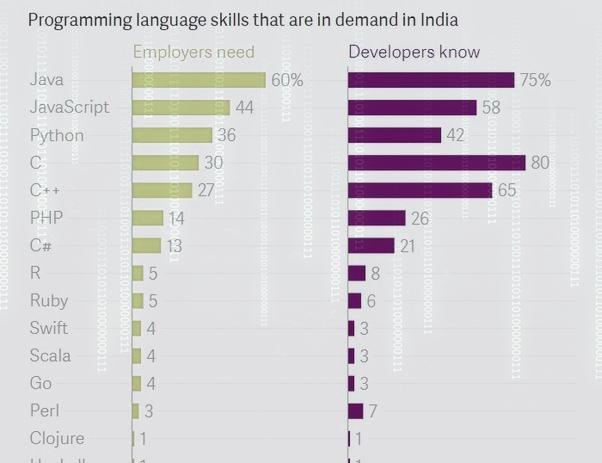 Programming language skills that are in demand in India
Employers need Developers know
Java 60% 75%
JavaScript 44 58
Python 36 42
C 30 80
C++ 27 65
PHP 14 26
C# 13 21
R 5 8
Ruby 5 6
Swift 4 3
Scala 4 3
Go 4 3
Perl 3 7
Clojure 1 1